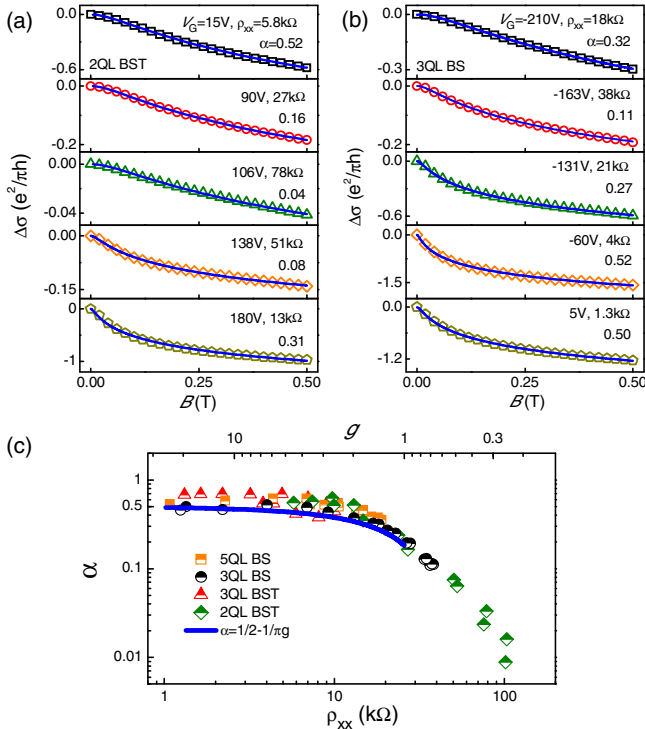 (a)
V_G=15V, ρ_xx=5.8kΩ
α=0.52
2QL BST
0.0
-0.6
90V, 27kΩ
0.16
0.0
-0.2
106V, 78kΩ
0.04
0.00
-0.04
138V, 51kΩ
0.08
0.00
-0.15
180V, 13kΩ
0.31
0
-1
Δσ (e²/πh)
0.00 0.25 0.50
B(T)
(b)
V_G=-210V, ρ_xx=18kΩ
α=0.32
3QL BS
0.0
-0.6
-163V, 38kΩ
0.11
0.0
-0.2
-131V, 21kΩ
0.27
0.0
-0.6
-60V, 4kΩ
0.52
0.0
-1.5
5V, 1.3kΩ
0.50
0.0
-1.2
Δσ (e²/πh)
0.00 0.25 0.50
B(T)
(c)
g
10 1 0.3
1
0.5
0.1
0.01
α
5QL BS
3QL BS
3QL BST
2QL BST
α=1/2-1/πg
1 10 100
ρ_xx (kΩ)